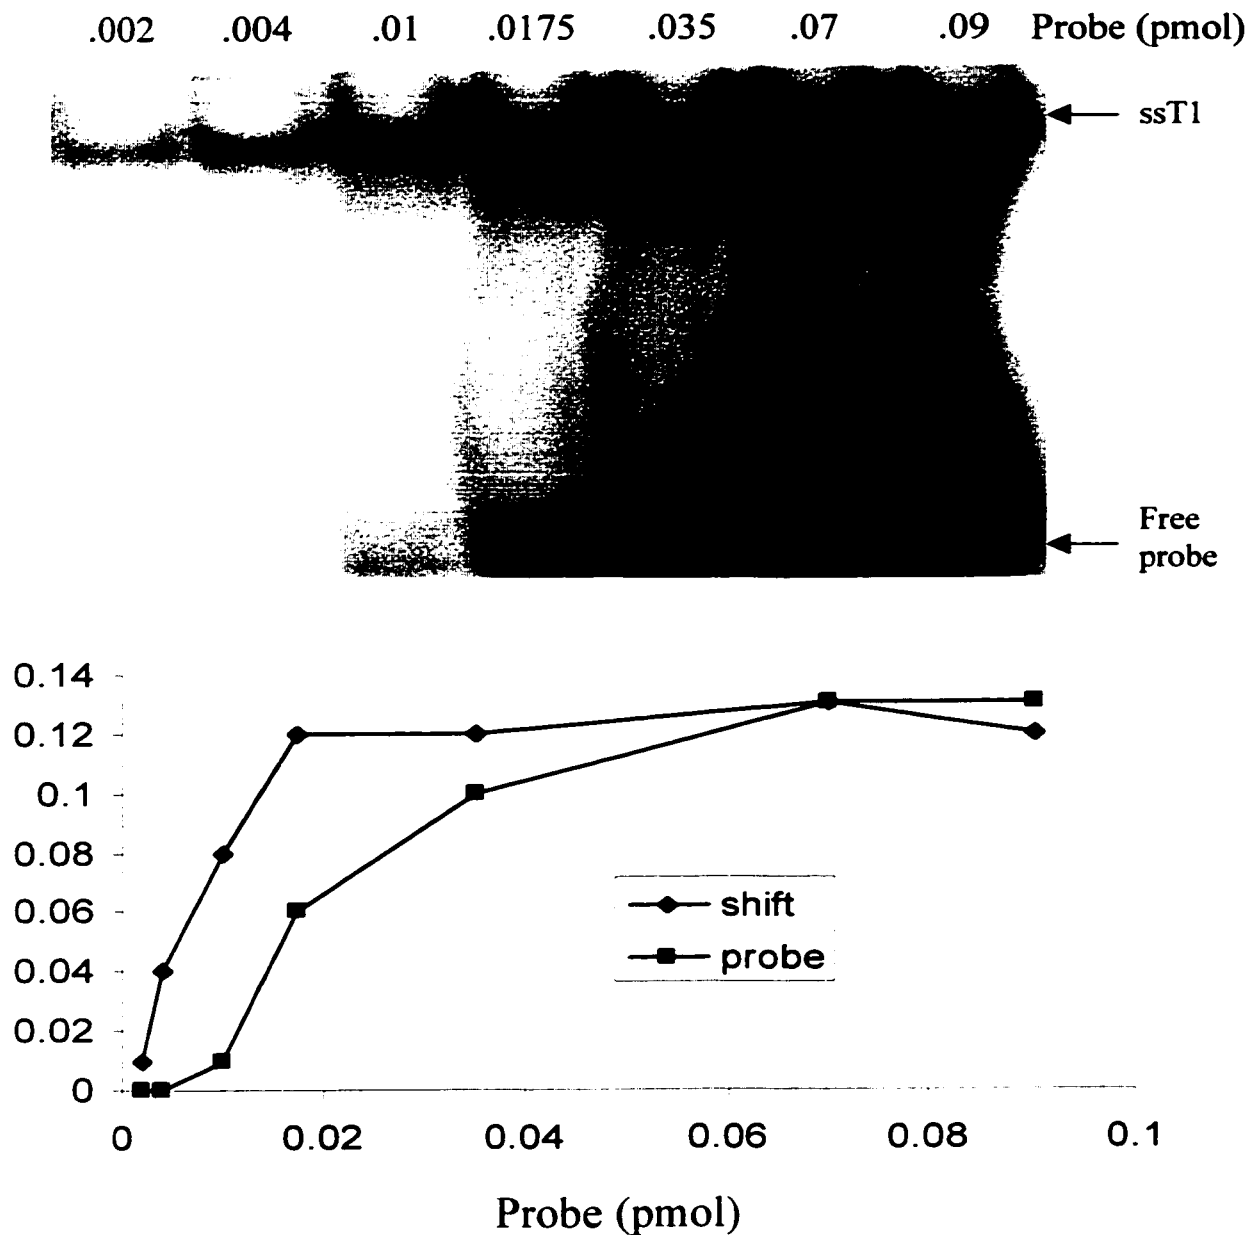 .002 .004 .01 .0175 .035 .07 .09 Probe (pmol)
ssT1
Free
probe
0.14
0.12
0.1
0.08
0.06
0.04
0.02
0
shift
probe
0 0.02 0.04 0.06 0.08 0.1
Probe (pmol)